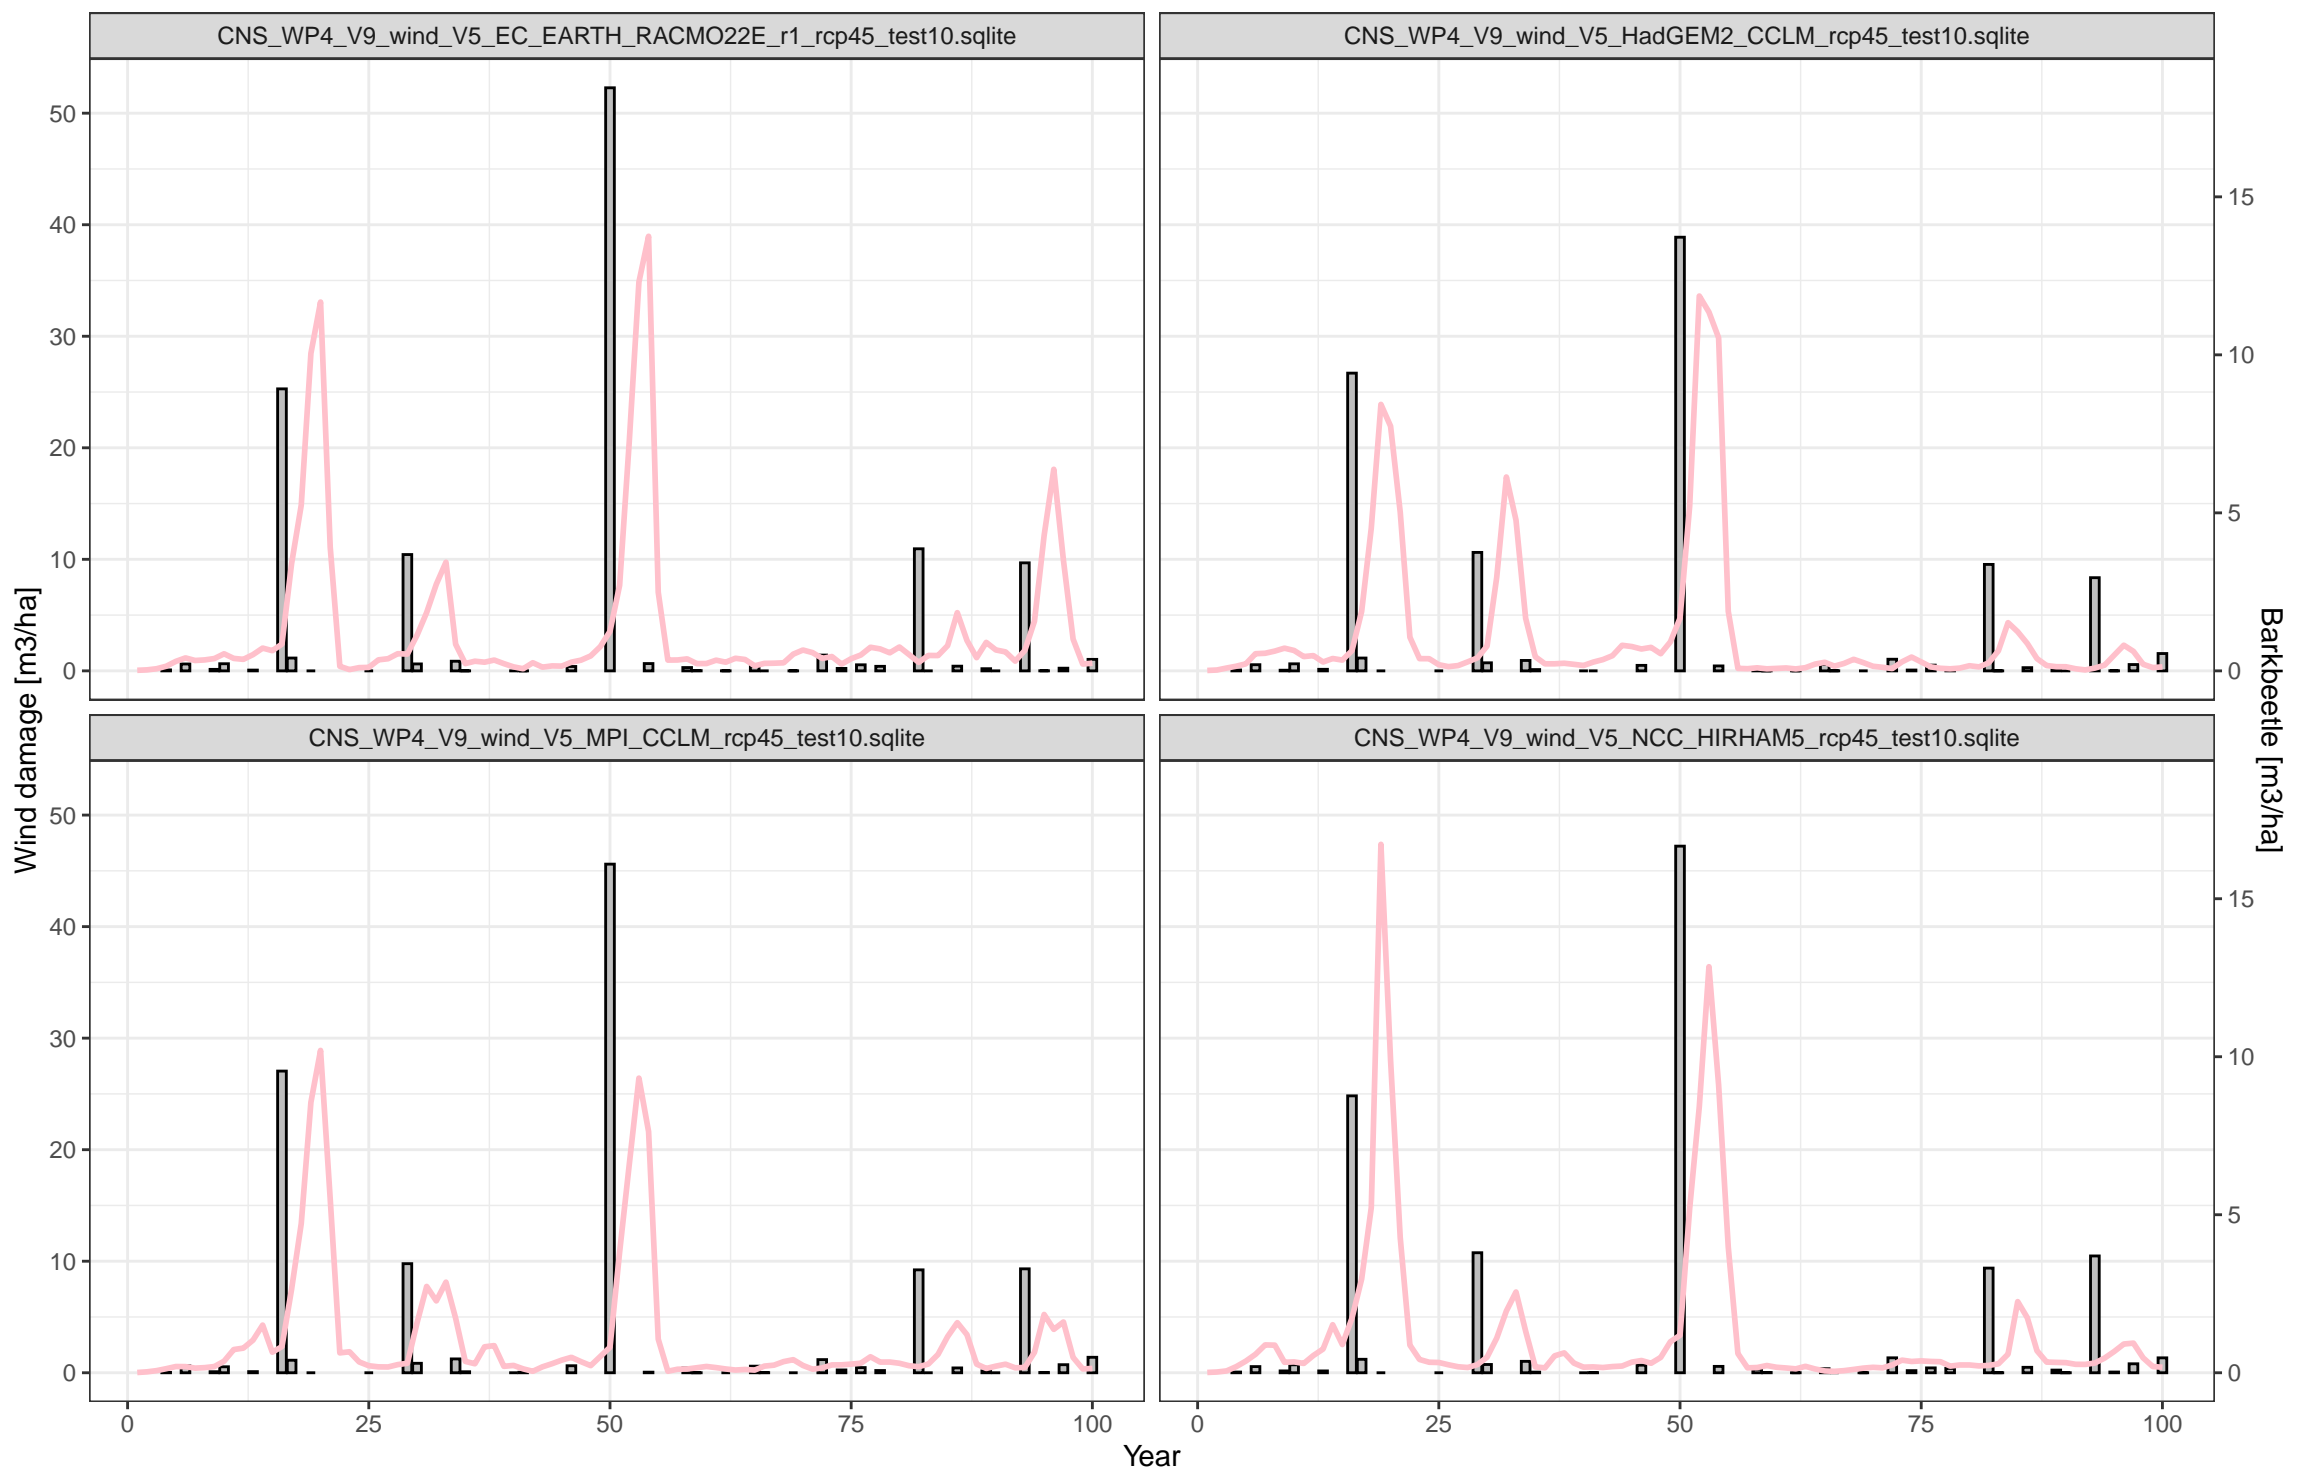 CNS_WP4_V9_wind_V5_EC_EARTH_RACMO22E_r1_rcp45_test10.sqlite
CNS_WP4_V9_wind_V5_HadGEM2_CCLM_rcp45_test10.sqlite
50
40
30
20
10
0
15
10
5
0
Wind damage [m3/ha]
Barkbeetle [m3/ha]
CNS_WP4_V9_wind_V5_MPI_CCLM_rcp45_test10.sqlite
CNS_WP4_V9_wind_V5_NCC_HIRHAM5_rcp45_test10.sqlite
50
40
30
20
10
0
15
10
5
0
0 25 50 75 100
0 25 50 75 100
Year